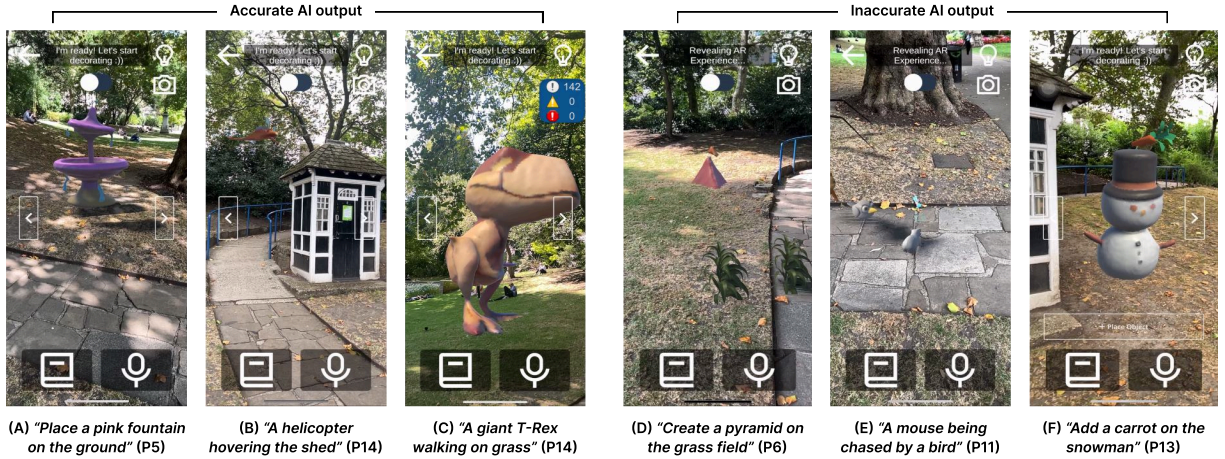 Accurate AI output
Inaccurate AI output
I'm ready! Let's start
decorating :))
I'm ready! Let's start
decorating :))
I'm ready! Let's start
decorating :))
142
0
0
Revealing AR
Experience...
Revealing AR
Experience...
I'm ready! Let's start
decorating :))
+ Place Object
(A) “Place a pink fountain
on the ground” (P5)
(B) “A helicopter
hovering the shed” (P14)
(C) “A giant T-Rex
walking on grass” (P14)
(D) “Create a pyramid on
the grass field” (P6)
(E) “A mouse being
chased by a bird” (P11)
(F) “Add a carrot on the
snowman” (P13)